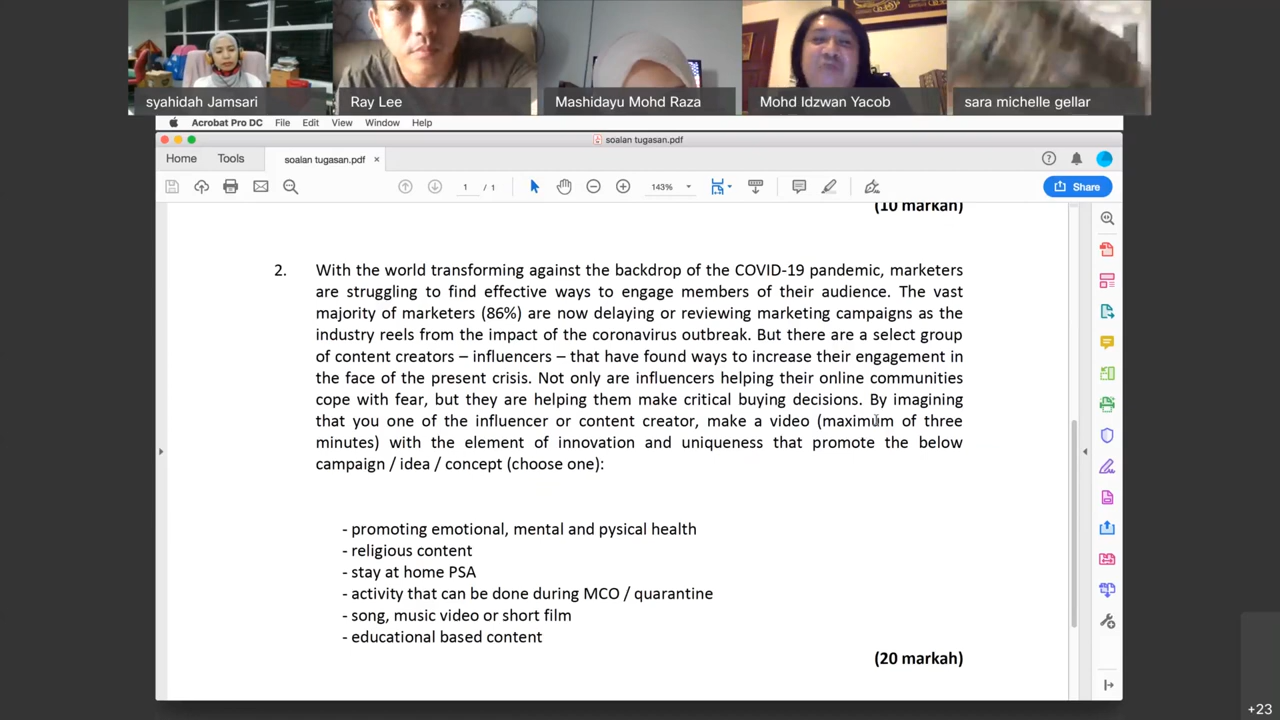 syahidah Jamsari
Ray Lee
Mashidayu Mohd Raza
Mohd Idzwan Yacob
sara michelle gellar
Acrobat Pro DC File Edit View Window Help
soalan tugasan.pdf
Home Tools soalan tugasan.pdf ×
1 / 1 143% Share
(10 markah)
2. With the world transforming against the backdrop of the COVID-19 pandemic, marketers
are struggling to find effective ways to engage members of their audience. The vast
majority of marketers (86%) are now delaying or reviewing marketing campaigns as the
industry reels from the impact of the coronavirus outbreak. But there are a select group
of content creators – influencers – that have found ways to increase their engagement in
the face of the present crisis. Not only are influencers helping their online communities
cope with fear, but they are helping them make critical buying decisions. By imagining
that you one of the influencer or content creator, make a video (maximum of three
minutes) with the element of innovation and uniqueness that promote the below
campaign / idea / concept (choose one):
- promoting emotional, mental and pysical health
- religious content
- stay at home PSA
- activity that can be done during MCO / quarantine
- song, music video or short film
- educational based content
(20 markah)
+23